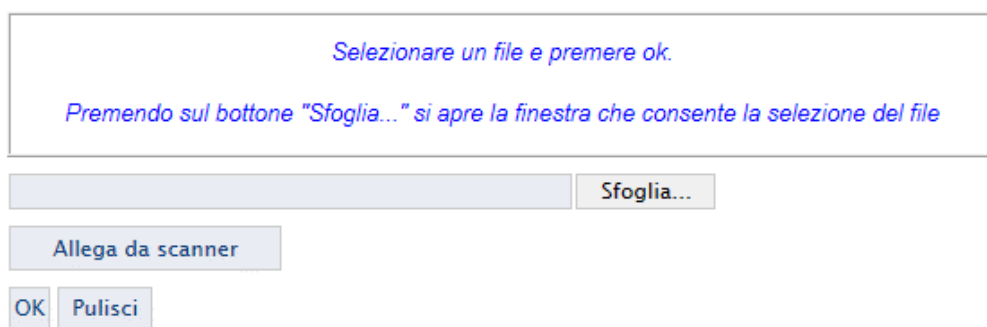 Selezionare un file e premere ok.
Premendo sul bottone "Sfoglia..." si apre la finestra che consente la selezione del file
Sfoglia...
Allega da scanner
OK Pulisci